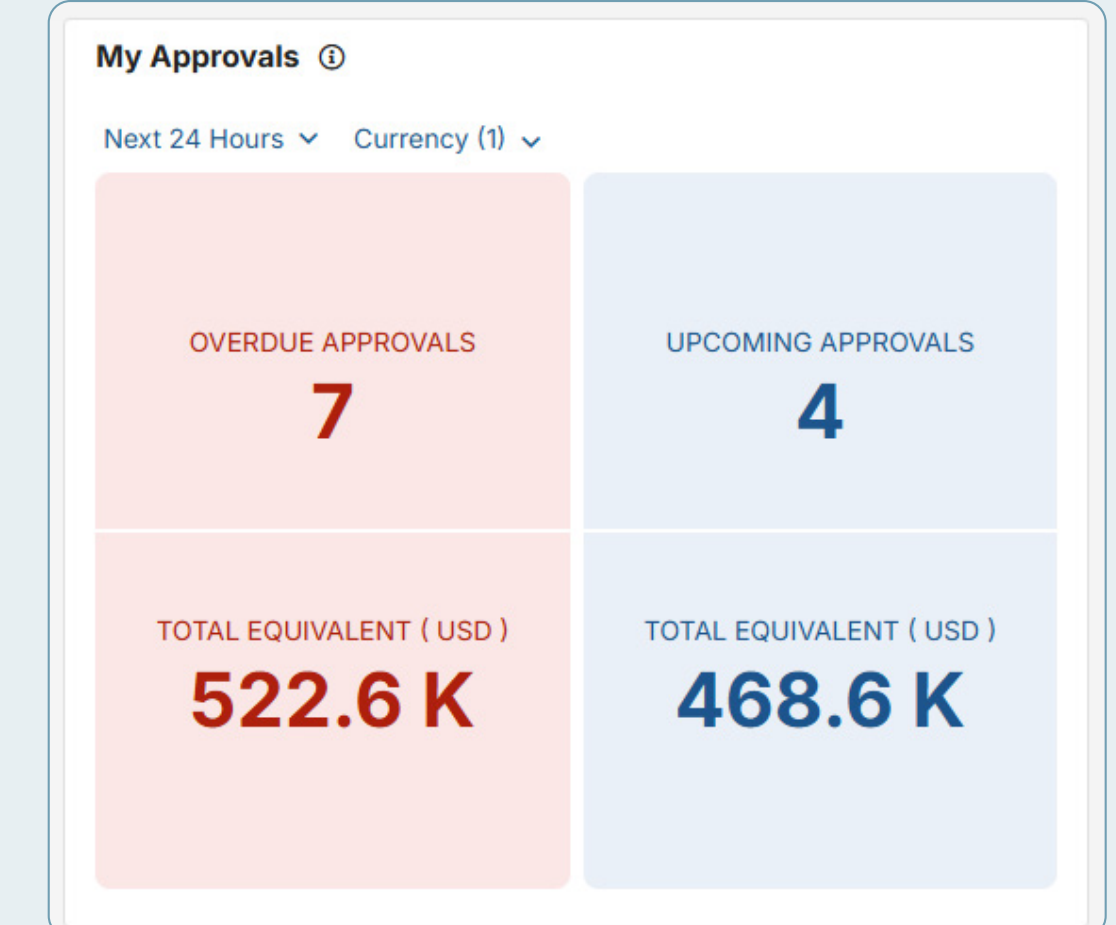 My Approvals
Next 24 Hours
Currency (1)
OVERDUE APPROVALS
7
TOTAL EQUIVALENT ( USD )
522.6 K
UPCOMING APPROVALS
4
TOTAL EQUIVALENT ( USD )
468.6 K